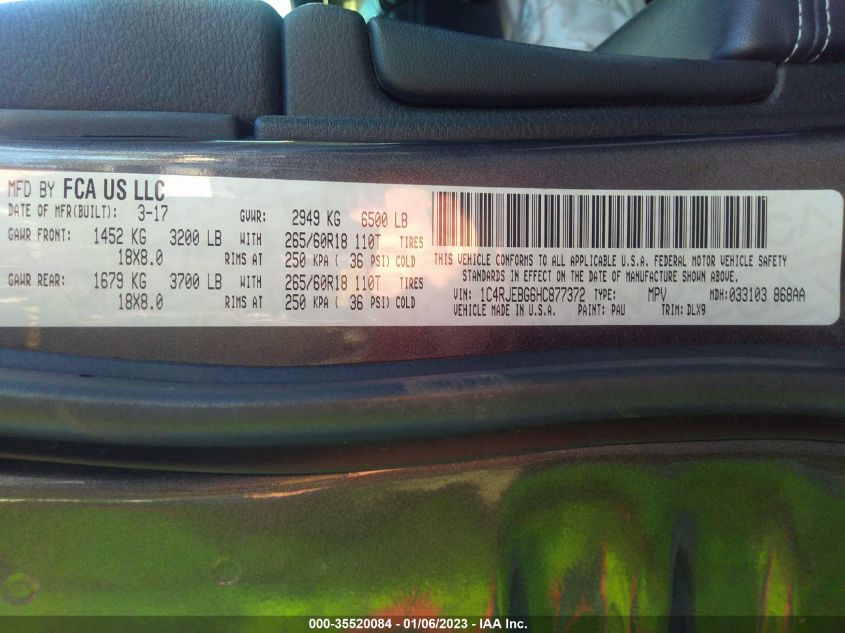 MFD BY FCA US LLC
DATE OF MFR(BUILT): 3-17 GVWR: 2949 KG 6500 LB
GAWR FRONT: 1452 KG 3200 LB WITH 265/60R18 110T TIRES
18X8.0 RIMS AT 250 KPA ( 36 PSI) COLD
GAWR REAR: 1679 KG 3700 LB WITH 265/60R18 110T TIRES
18X8.0 RIMS AT 250 KPA ( 36 PSI) COLD
THIS VEHICLE CONFORMS TO ALL APPLICABLE U.S.A. FEDERAL MOTOR VEHICLE SAFETY
STANDARDS IN EFFECT ON THE DATE OF MANUFACTURE SHOWN ABOVE.
VIN: 1C4RJEBG6HC877372 TYPE: MPV MDH: 033103 868AA
VEHICLE MADE IN U.S.A. PAINT: PAU TRIM: DLX9
000-35520084 - 01/06/2023 - IAA Inc.